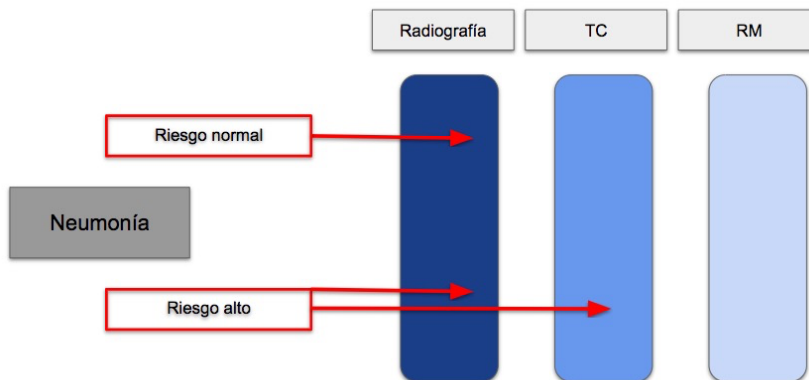 Radiografía
TC
RM
Riesgo normal
Neumonía
Riesgo alto